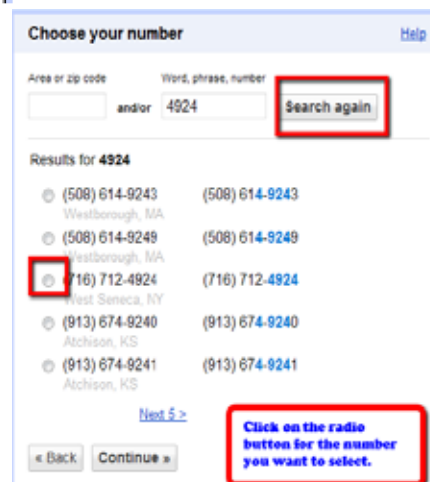 Choose your number Help
Area or zip code Word, phrase, number
and/or 4924 Search again
Results for 4924
(508) 614-9243 (508) 614-9243
Westborough, MA
(508) 614-9249 (508) 614-9249
Westborough, MA
(716) 712-4924 (716) 712-4924
West Seneca, NY
(913) 674-9240 (913) 674-9240
Atchison, KS
(913) 674-9241 (913) 674-9241
Atchison, KS
Next 5 >
Click on the radio
button for the number
you want to select.
« Back Continue »